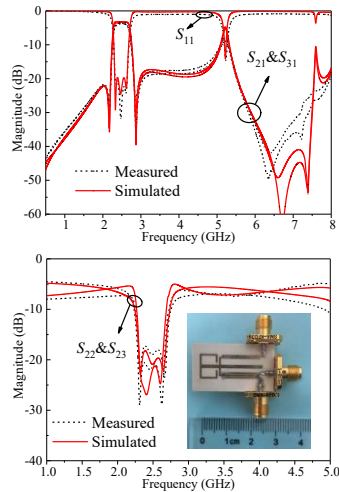 0
-10
-20
-30
-40
-50
-60
Magnitude (dB)
S11
S21&S31
Measured
Simulated
1 2 3 4 5 6 7 8
Frequency (GHz)
0
-10
-20
-30
-40
Magnitude (dB)
S22&S23
Measured
Simulated
0 1cm 2 3 4
1.0 1.5 2.0 2.5 3.0 3.5 4.0 4.5 5.0
Frequency (GHz)